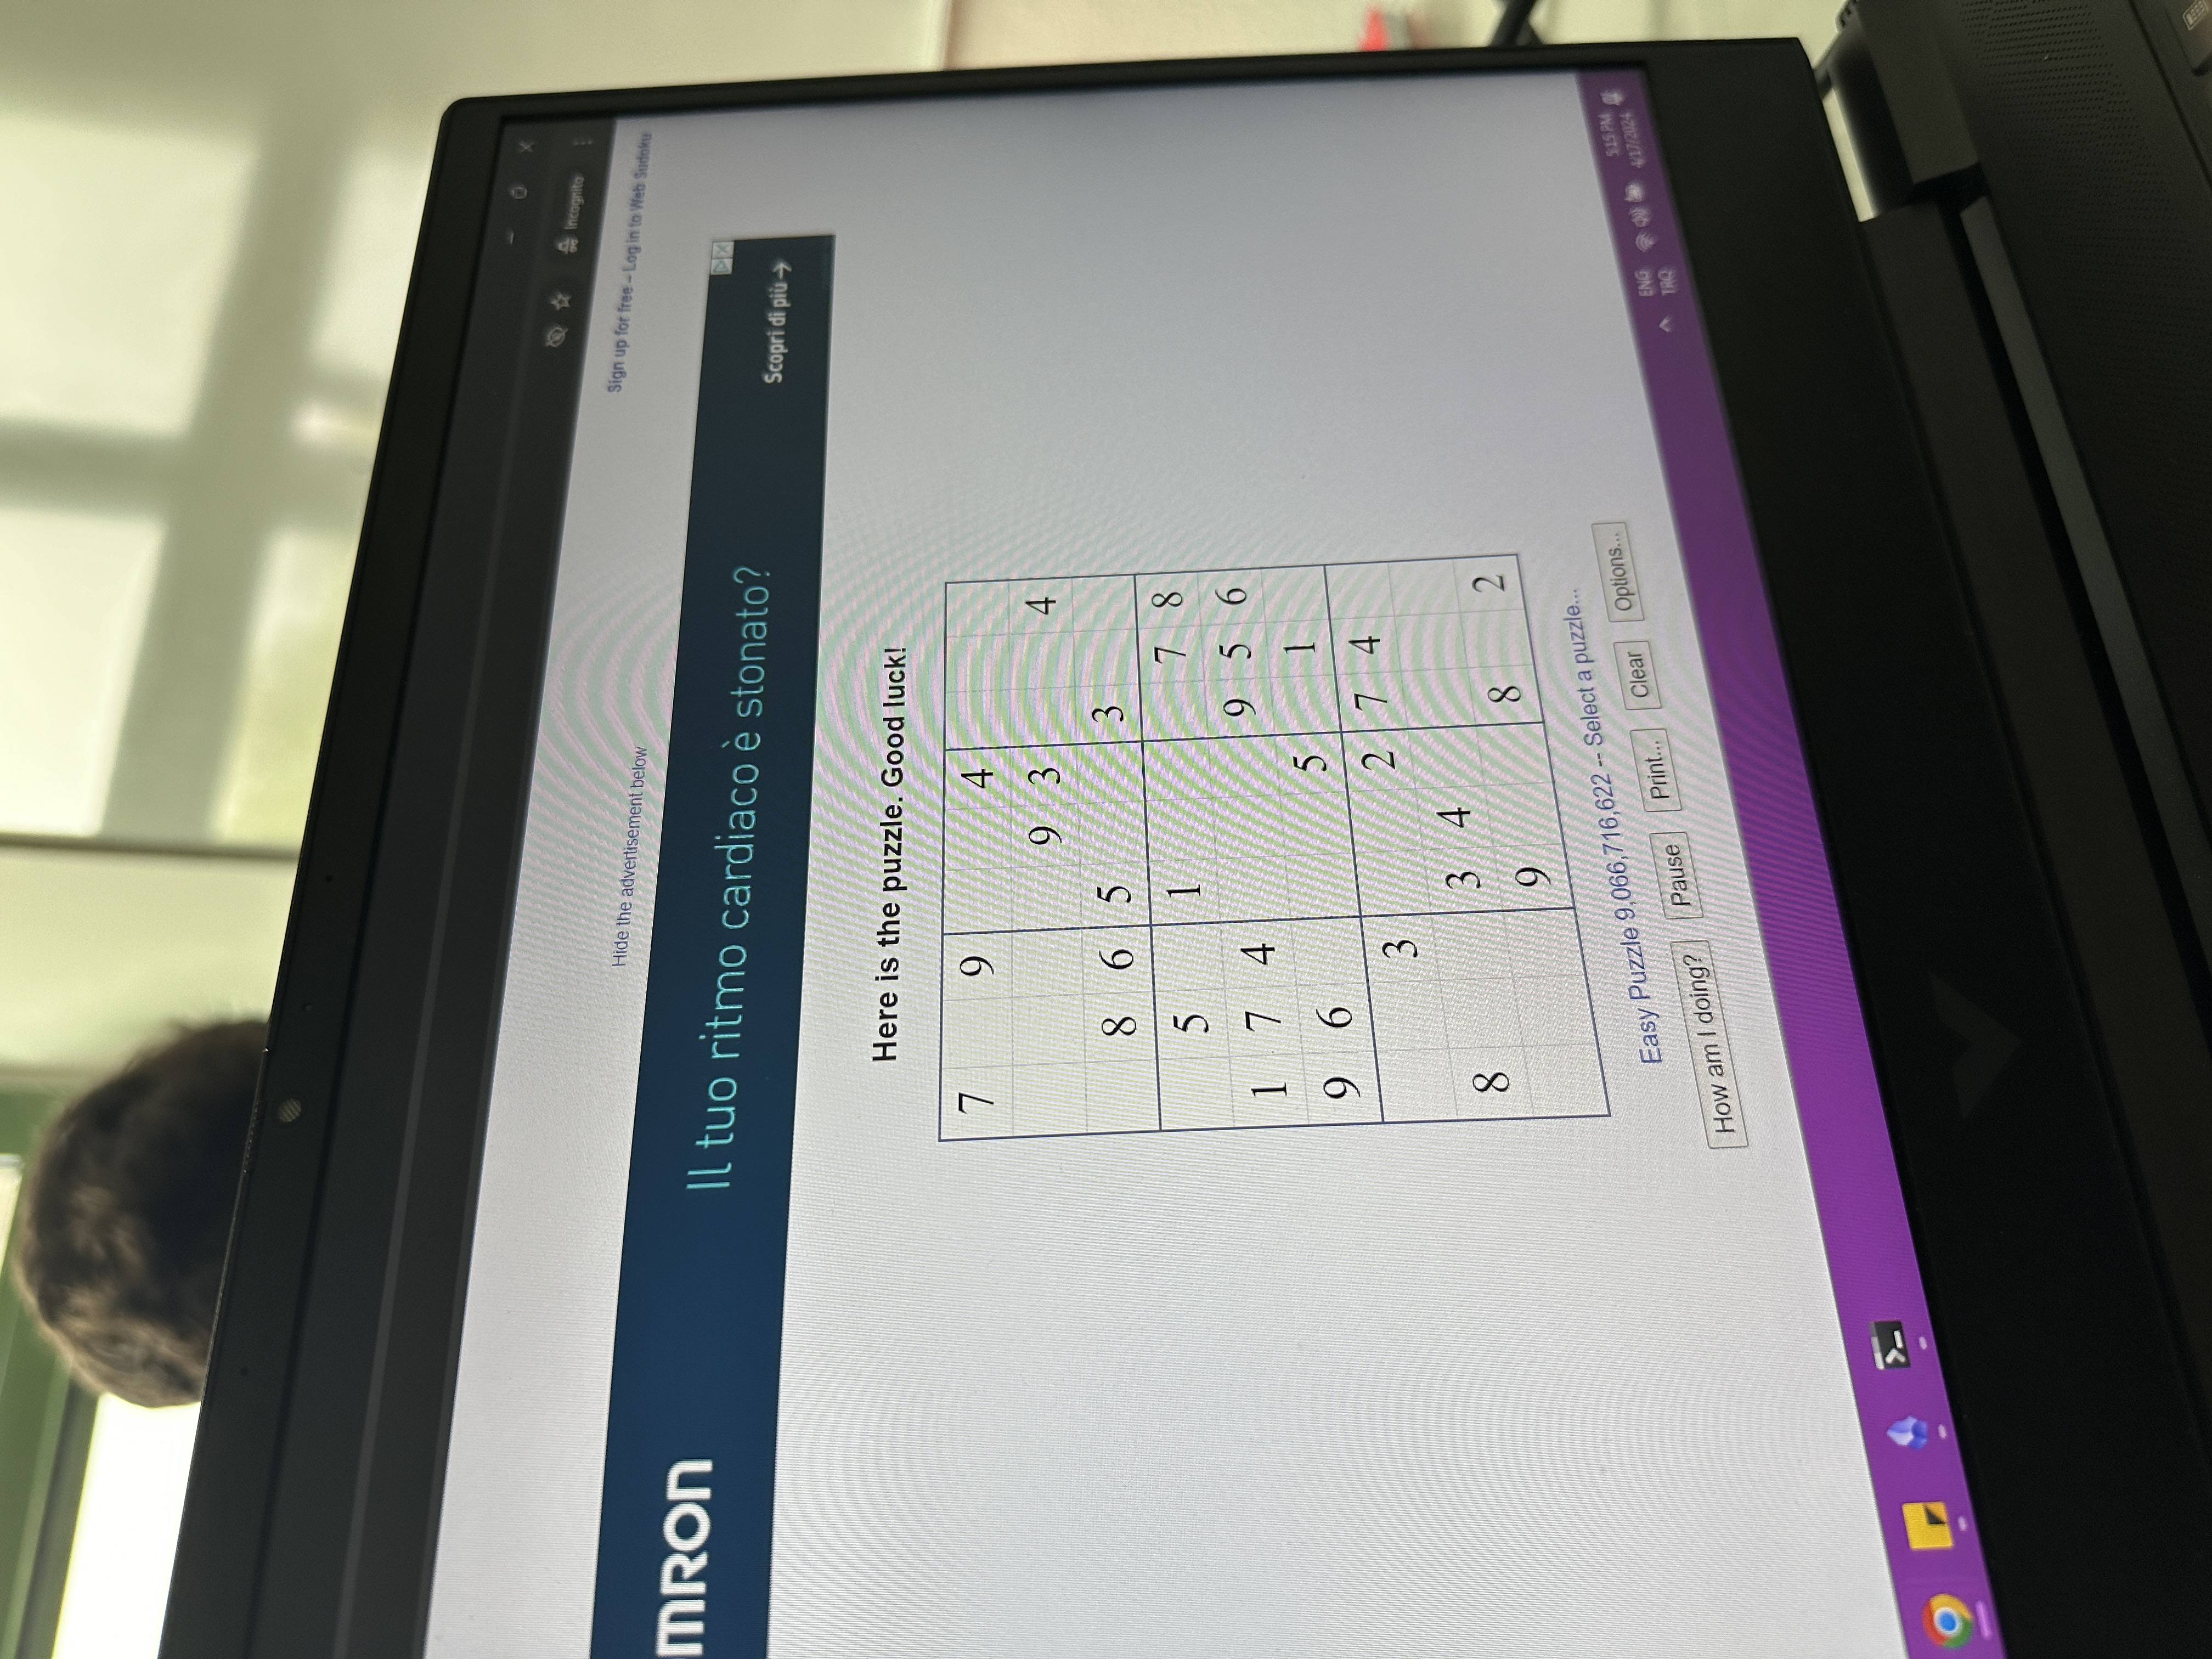 Incognito
Sign up for free – Log in to Web Sudoku
Hide the advertisement below
MRON
Il tuo ritmo cardiaco è stonato?
Scopri di più →
Here is the puzzle. Good luck!
7 9 4
9 3 4
8 6 5 3
5 1 7 8
1 7 4 9 5 6
9 6 5 1
3 2 7 4
8 3 4
9 8 2
Easy Puzzle 9,066,716,622 -- Select a puzzle...
How am I doing? Pause Print... Clear Options...
ENG
TRQ
5:15 PM
4/17/2024